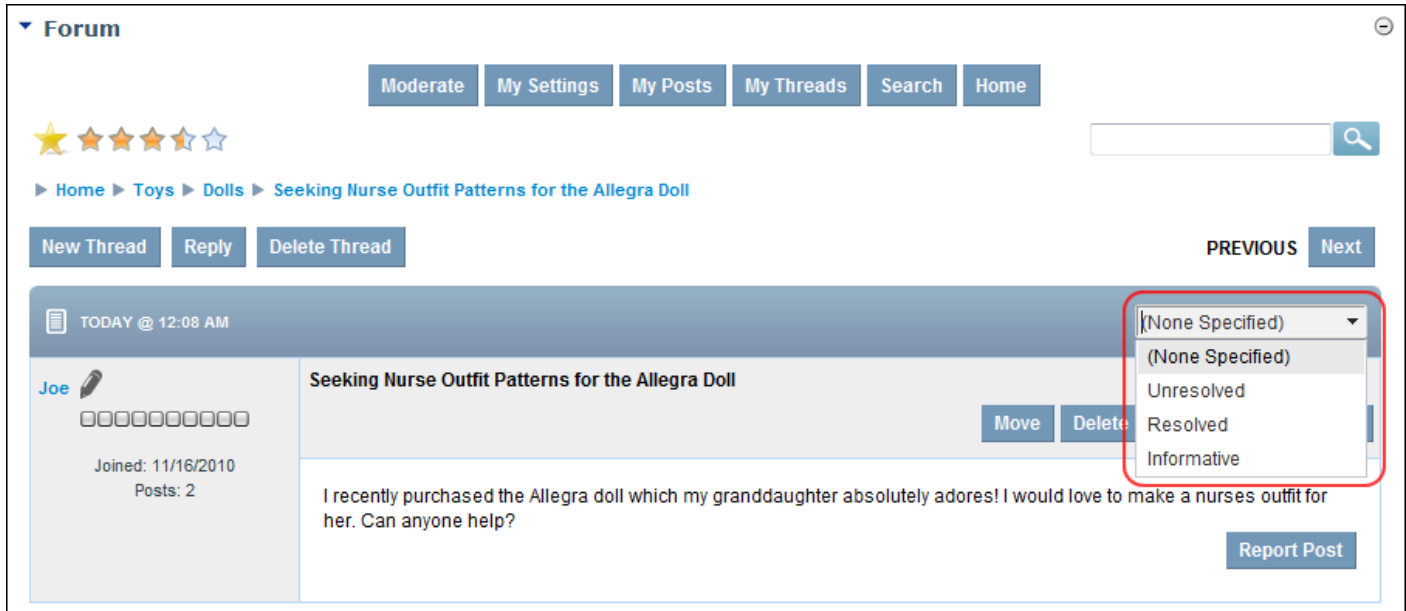 Forum
Moderate My Settings My Posts My Threads Search Home
Home Toys Dolls Seeking Nurse Outfit Patterns for the Allegra Doll
New Thread Reply Delete Thread PREVIOUS Next
TODAY @ 12:08 AM (None Specified)
(None Specified)
Joe Seeking Nurse Outfit Patterns for the Allegra Doll Unresolved
Move Delete Resolved
Informative
Joined: 11/16/2010
Posts: 2
I recently purchased the Allegra doll which my granddaughter absolutely adores! I would love to make a nurses outfit for
her. Can anyone help?
Report Post